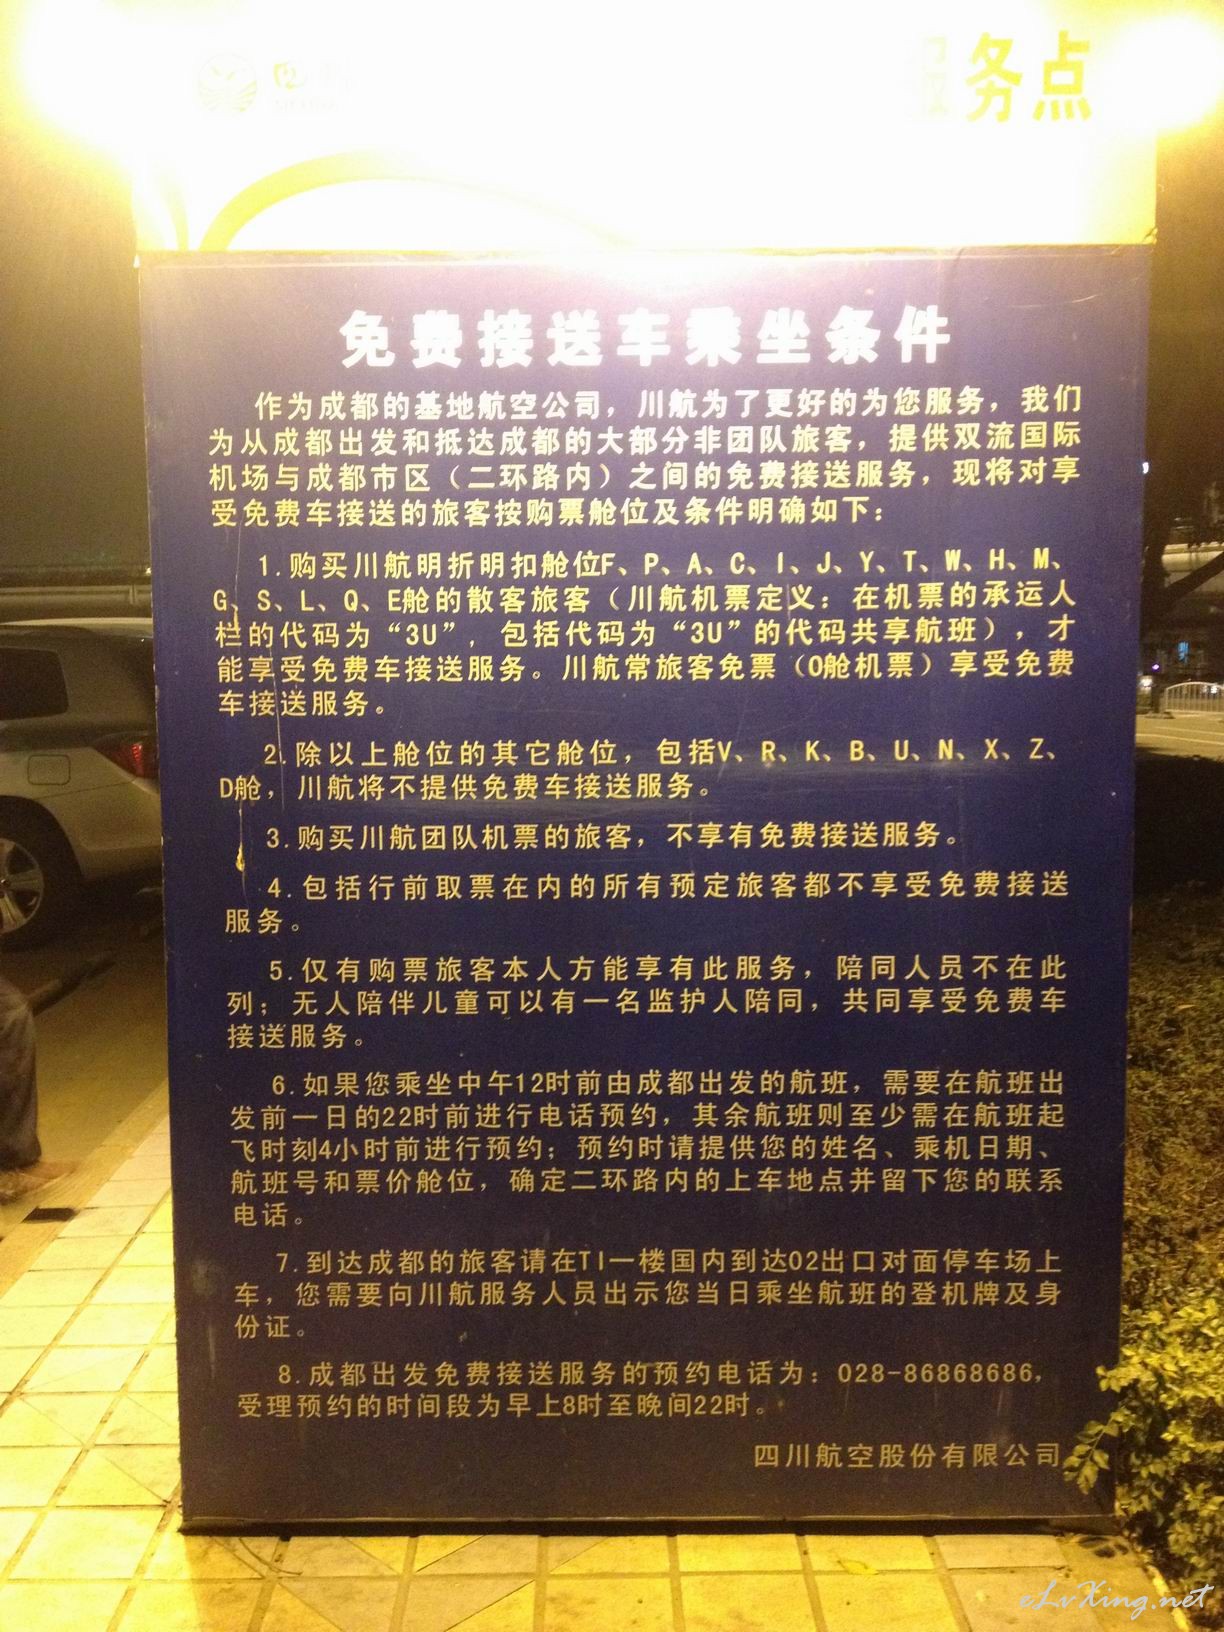 务点
免费接送车乘坐条件
作为成都的基地航空公司，川航为了更好的为您服务，我们
为从成都出发和抵达成都的大部分非团队旅客，提供双流国际
机场与成都市区（二环路内）之间的免费接送服务，现将对享
受免费车接送的旅客按购票舱位及条件明确如下：
1.购买川航明折明扣舱位F、P、A、C、I、J、Y、T、W、H、M、
G、S、L、Q、E舱的散客旅客（川航机票定义：在机票的承运人
栏的代码为“3U”，包括代码为“3U”的代码共享航班），才
能享受免费车接送服务。川航常旅客免票（O舱机票）享受免费
车接送服务。
2.除以上舱位的其它舱位，包括V、R、K、B、U、N、X、Z、
D舱，川航将不提供免费车接送服务。
3.购买川航团队机票的旅客，不享有免费接送服务。
4.包括行前取票在内的所有预定旅客都不享受免费接送
服务。
5.仅有购票旅客本人方能享有此服务，陪同人员不在此
列；无人陪伴儿童可以有一名监护人陪同，共同享受免费车
接送服务。
6.如果您乘坐中午12时前由成都出发的航班，需要在航班出
发前一日的22时前进行电话预约，其余航班则至少需在航班起
飞时刻4小时前进行预约；预约时请提供您的姓名、乘机日期、
航班号和票价舱位，确定二环路内的上车地点并留下您的联系
电话。
7.到达成都的旅客请在T1一楼国内到达02出口对面停车场上
车，您需要向川航服务人员出示您当日乘坐航班的登机牌及身
份证。
8.成都出发免费接送服务的预约电话为：028-86868686，
受理预约的时间段为早上8时至晚间22时。
四川航空股份有限公司
eLvXing.net